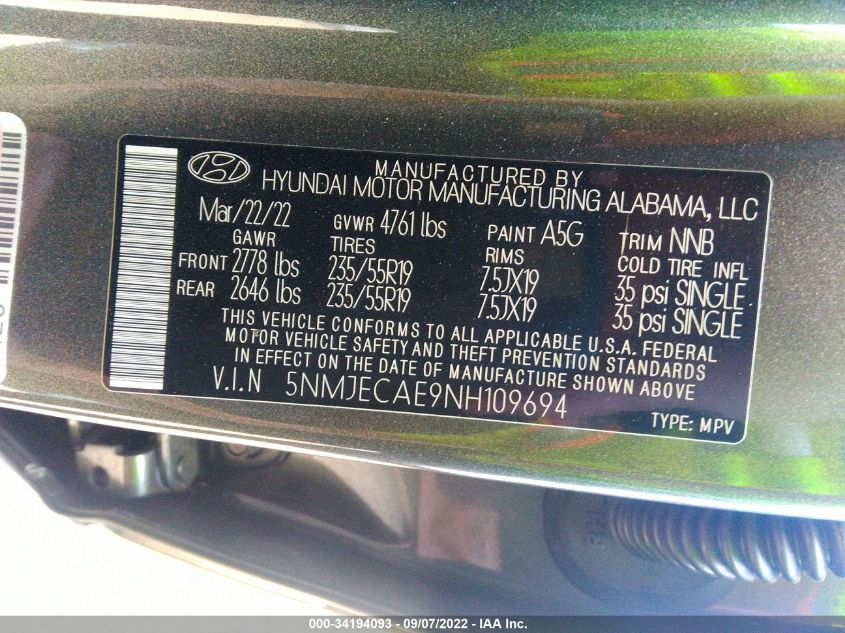 MANUFACTURED BY
HYUNDAI MOTOR MANUFACTURING ALABAMA, LLC
Mar/22/22 GVWR 4761 lbs PAINT A5G TRIM NNB
GAWR TIRES RIMS COLD TIRE INFL
FRONT 2778 lbs 235/55R19 7.5JX19 35 psi SINGLE
REAR 2646 lbs 235/55R19 7.5JX19 35 psi SINGLE
THIS VEHICLE CONFORMS TO ALL APPLICABLE U.S.A. FEDERAL
MOTOR VEHICLE SAFETY AND THEFT PREVENTION STANDARDS
IN EFFECT ON THE DATE OF MANUFACTURE SHOWN ABOVE
V.I.N 5NMJECAE9NH109694
TYPE: MPV
000-34194093 - 09/07/2022 - IAA Inc.